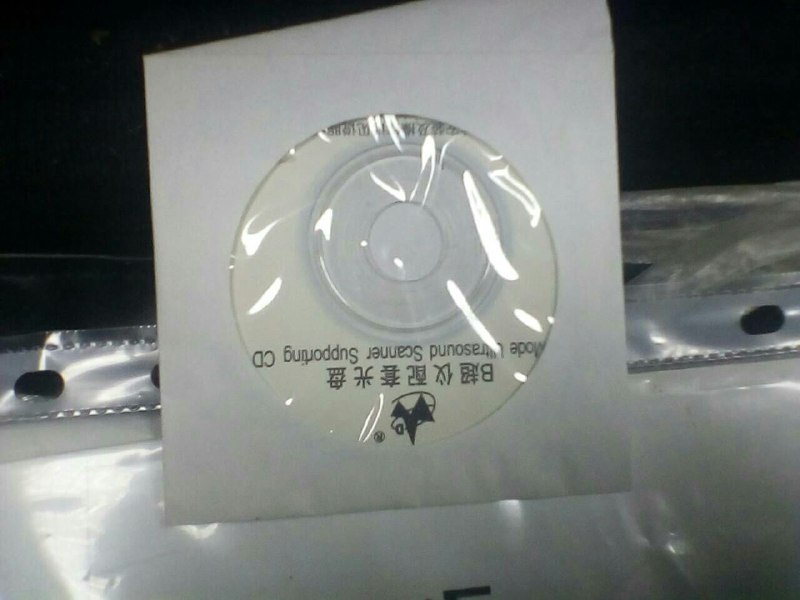 ®
B超仪配套光盘
Mode Ultrasound Scanner Supporting CD